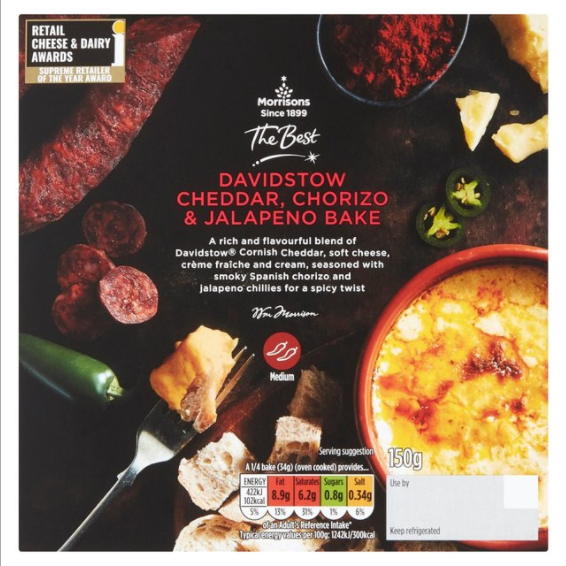 RETAIL
CHEESE & DAIRY
AWARDS
SUPREME RETAILER
OF THE YEAR AWARD
Morrisons
Since 1899
The Best
DAVIDSTOW
CHEDDAR, CHORIZO
& JALAPENO BAKE
A rich and flavourful blend of
Davidstow® Cornish Cheddar, soft cheese,
crème fraîche and cream, seasoned with
smoky Spanish chorizo and
jalapeno chillies for a spicy twist
Wm Morrison
Medium
Serving suggestion
150g
A 1/4 bake (34g) (oven cooked) provides...
ENERGY Fat Saturates Sugars Salt
422kJ
102kcal 8.9g 6.2g 0.8g 0.34g
5% 13% 31% 1% 6%
of an Adult's Reference Intake*
Typical energy values per 100g: 1242kJ/300kcal
Use by
Keep refrigerated